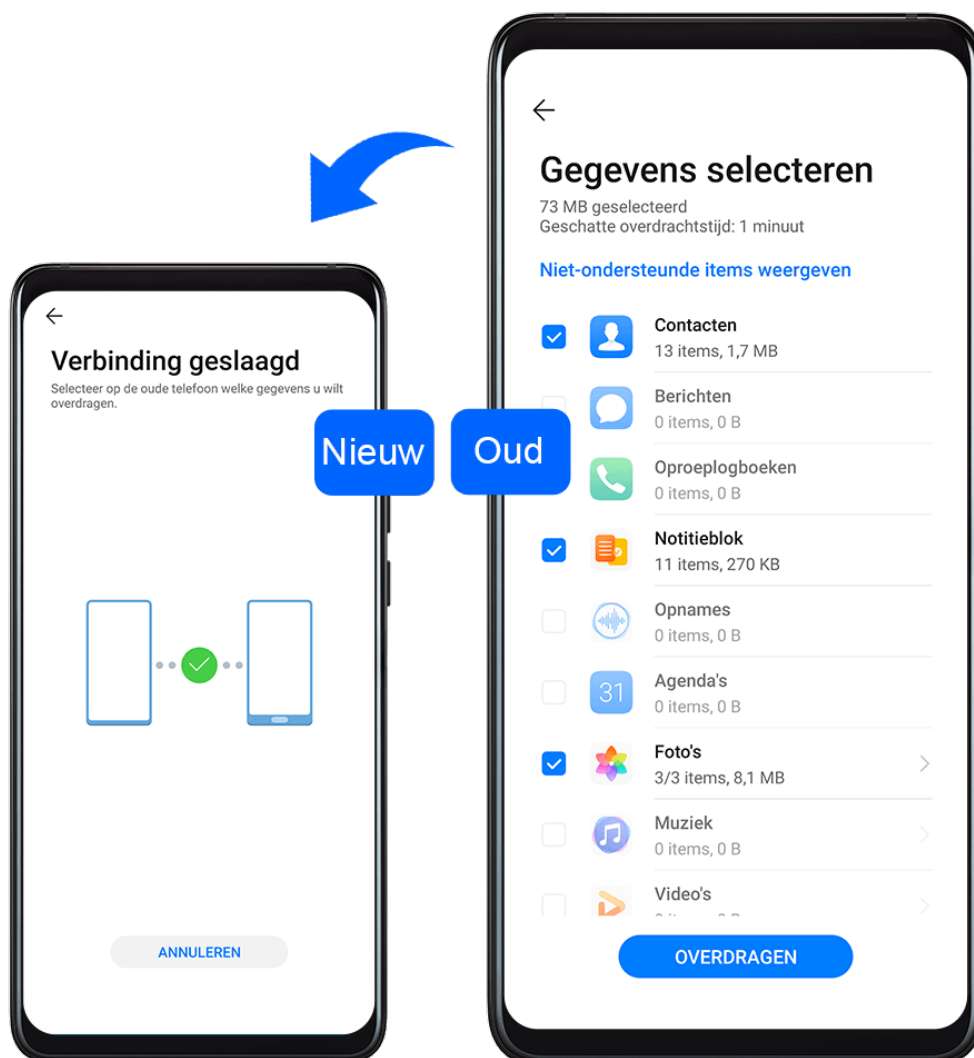 Verbinding geslaagd
Selecteer op de oude telefoon welke gegevens u wilt
overdragen.
Nieuw
ANNULEREN
Oud
Gegevens selecteren
73 MB geselecteerd
Geschatte overdrachtstijd: 1 minuut
Niet-ondersteunde items weergeven
Contacten
13 items, 1,7 MB
Berichten
0 items, 0 B
Oproeplogboeken
0 items, 0 B
Notitieblok
11 items, 270 KB
Opnames
0 items, 0 B
31
Agenda's
0 items, 0 B
Foto's
3/3 items, 8,1 MB
Muziek
0 items, 0 B
Video's
OVERDRAGEN